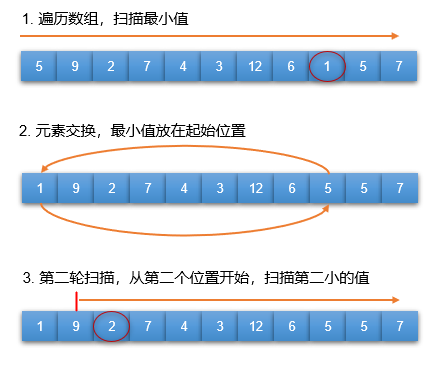 1. 遍历数组，扫描最小值
5 9 2 7 4 3 12 6 1 5 7
2. 元素交换，最小值放在起始位置
1 9 2 7 4 3 12 6 5 5 7
3. 第二轮扫描，从第二个位置开始，扫描第二小的值
1 9 2 7 4 3 12 6 5 5 7